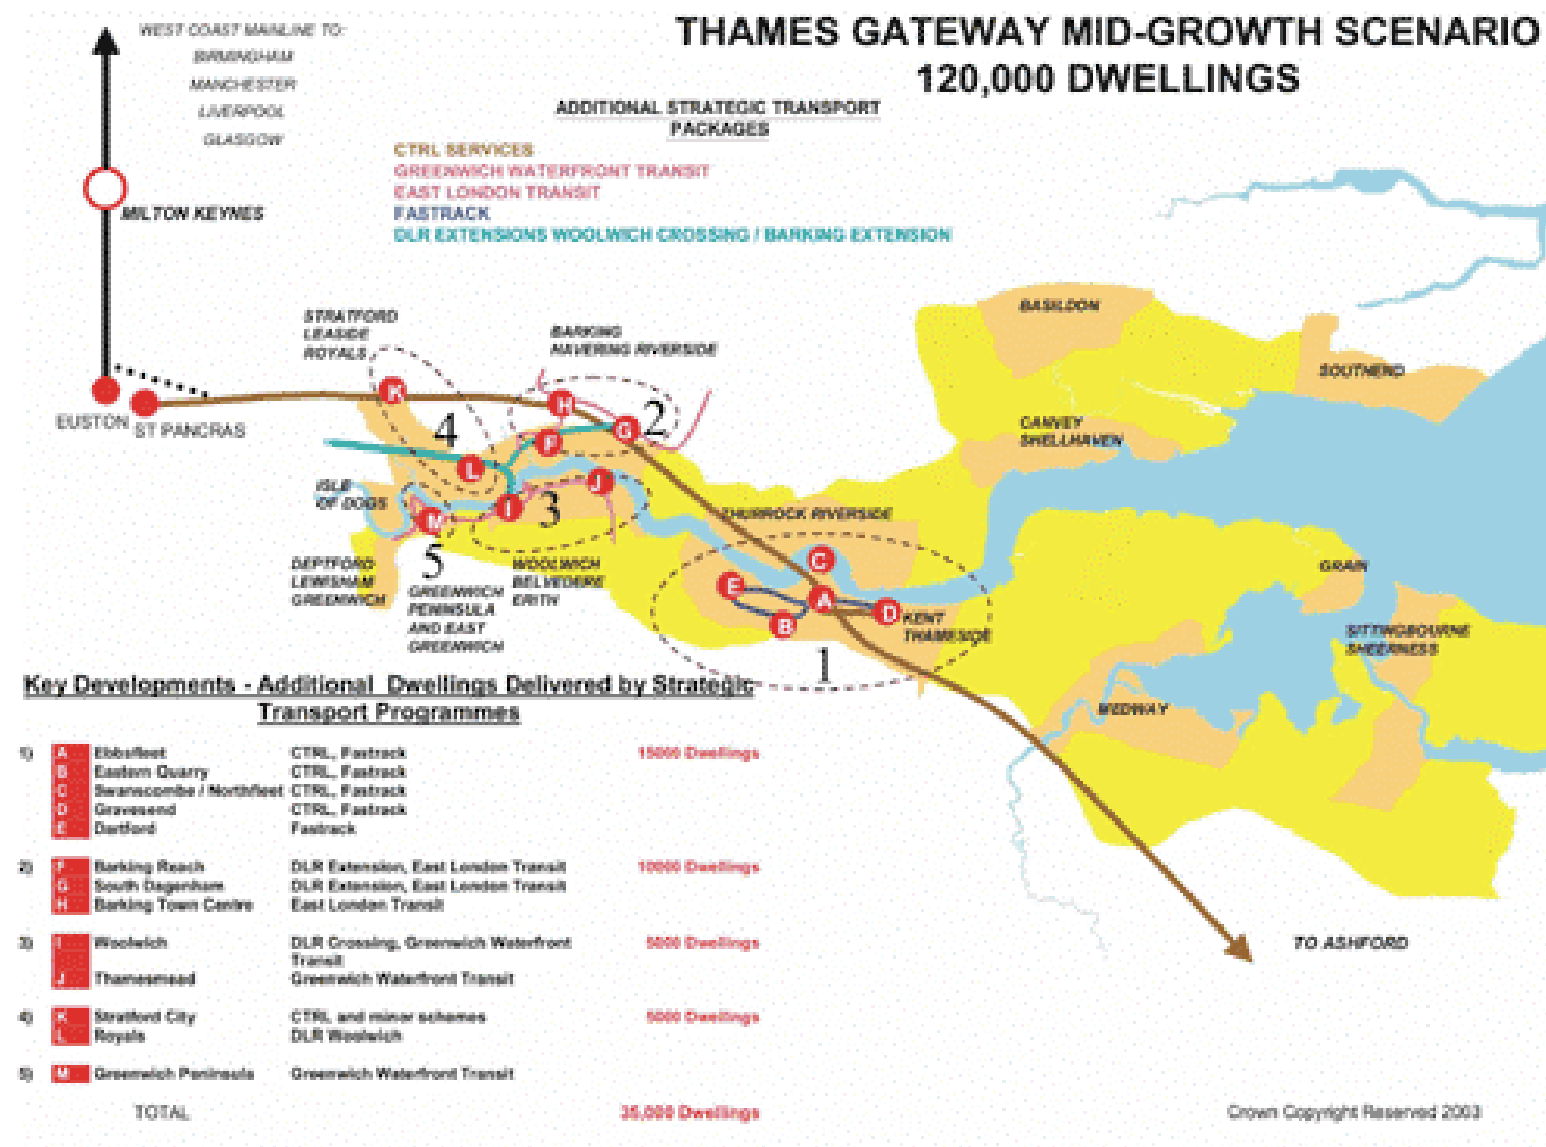 THAMES GATEWAY MID-GROWTH SCENARIO
120,000 DWELLINGS
WEST COAST MAINLINE TO:
BIRMINGHAM
MANCHESTER
LIVERPOOL
GLASGOW
MILTON KEYNES
EUSTON
ST PANCRAS
ADDITIONAL STRATEGIC TRANSPORT
PACKAGES
CTRL SERVICES
GREENWICH WATERFRONT TRANSIT
EAST LONDON TRANSIT
FASTRACK
DLR EXTENSIONS WOOLWICH CROSSING / BARKING EXTENSION
STRATFORD
LEASIDE
ROYALS
BARKING
HAVERING RIVERSIDE
BASILDON
SOUTHEND
CANVEY
SHELLHAVEN
K
H
G
F
2
4
L
I
J
3
M
5
ISLE
OF DOGS
DEPTFORD
LEWISHAM
GREENWICH
GREENWICH
PENINSULA
AND EAST
GREENWICH
WOOLWICH
BELVEDERE
ERITH
THURROCK RIVERSIDE
C
E
A
D
B
1
KENT
THAMESIDE
GRAIN
SITTINGBOURNE
SHEERNESS
MEDWAY
TO ASHFORD
Key Developments - Additional Dwellings Delivered by Strategic
Transport Programmes
1) A Ebbsfleet CTRL, Fastrack 15000 Dwellings
B Eastern Quarry CTRL, Fastrack
C Swanscombe / Northfleet CTRL, Fastrack
D Gravesend CTRL, Fastrack
E Dartford Fastrack
2) F Barking Reach DLR Extension, East London Transit 10000 Dwellings
G South Dagenham DLR Extension, East London Transit
H Barking Town Centre East London Transit
3) I Woolwich DLR Crossing, Greenwich Waterfront 5000 Dwellings
Transit
J Thamesmead Greenwich Waterfront Transit
4) K Stratford City CTRL and minor schemes 5000 Dwellings
L Royals DLR Woolwich
5) M Greenwich Peninsula Greenwich Waterfront Transit
TOTAL 35,000 Dwellings
Crown Copyright Reserved 2003